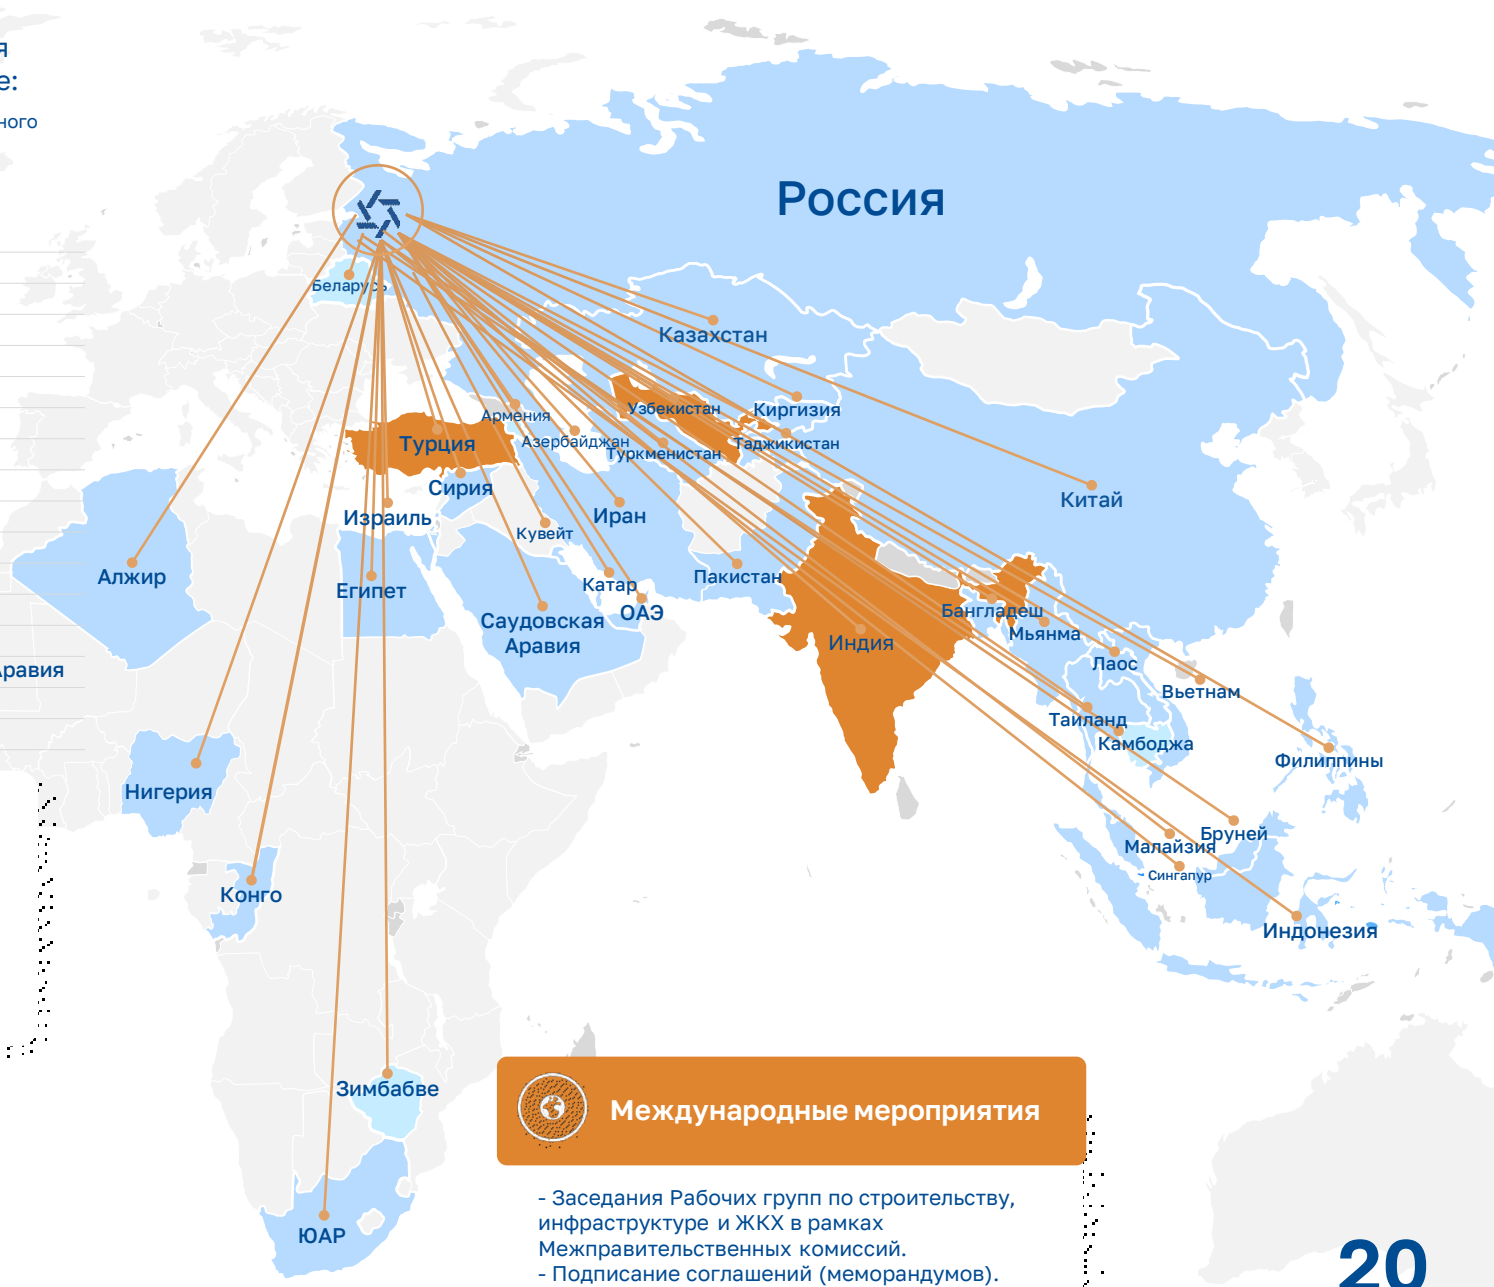 я
е:
ного
Россия
Беларусь
Казахстан
Армения
Узбекистан
Киргизия
Турция
Азербайджан
Туркменистан
Таджикистан
Сирия
Китай
Израиль
Иран
Кувейт
Алжир
Египет
Катар
Пакистан
ОАЭ
Бангладеш
Саудовская
Аравия
Мьянма
Индия
Лаос
Аравия
Вьетнам
Таиланд
Камбоджа
Филиппины
Нигерия
Бруней
Малайзия
Сингапур
Конго
Индонезия
Зимбабве
Международные мероприятия
- Заседания Рабочих групп по строительству,
инфраструктуре и ЖКХ в рамках
Межправительственных комиссий.
- Подписание соглашений (меморандумов).
ЮАР
20